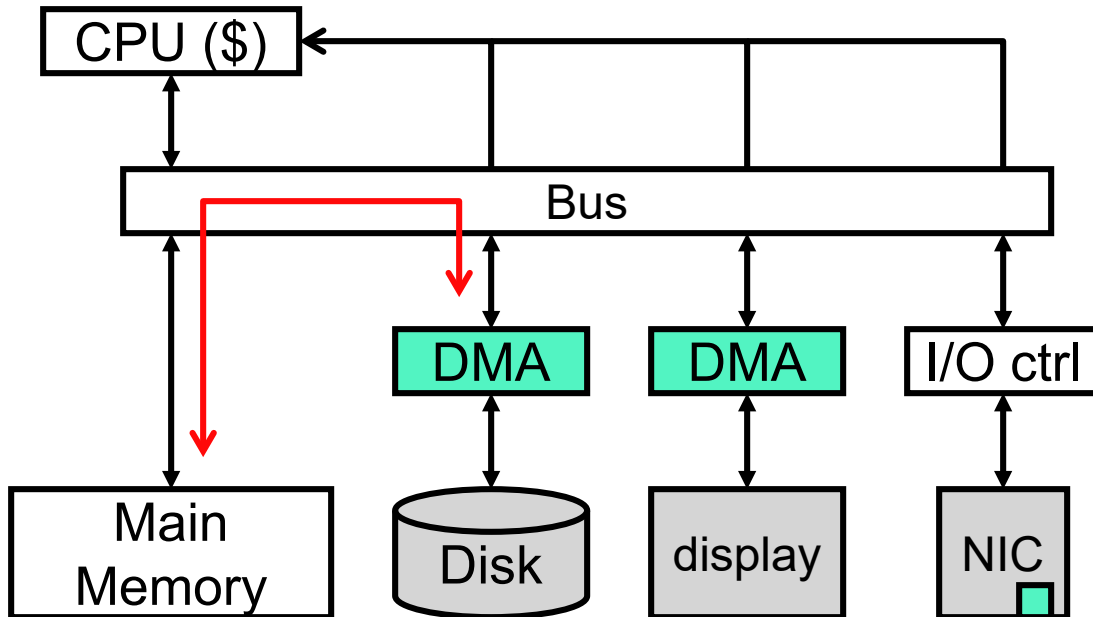 CPU ($)
Bus
DMA
DMA
I/O ctrl
Main
Memory
Disk
display
NIC